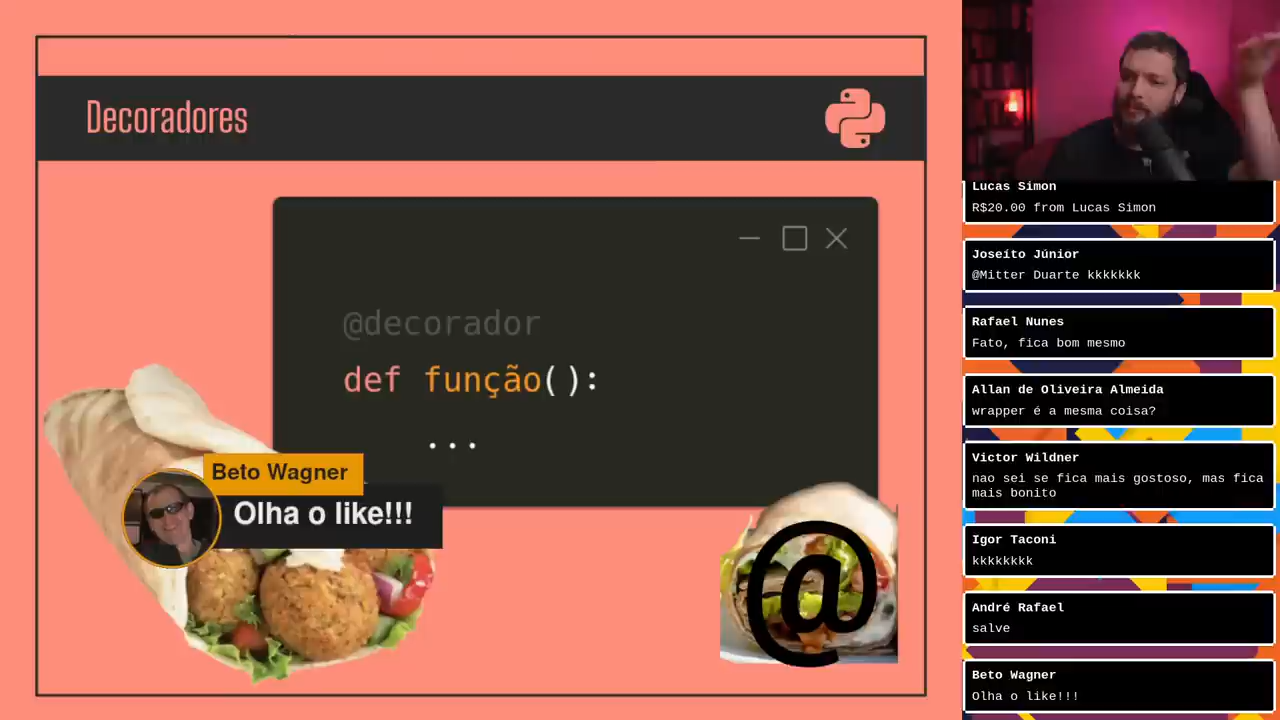 Decoradores
@decorador
def função():
...
Beto Wagner
Olha o like!!!
@
Lucas Simon
R$20.00 from Lucas Simon
Joseíto Júnior
@Mitter Duarte kkkkkkk
Rafael Nunes
Fato, fica bom mesmo
Allan de Oliveira Almeida
wrapper é a mesma coisa?
Victor Wildner
nao sei se fica mais gostoso, mas fica
mais bonito
Igor Taconi
kkkkkkkk
André Rafael
salve
Beto Wagner
Olha o like!!!